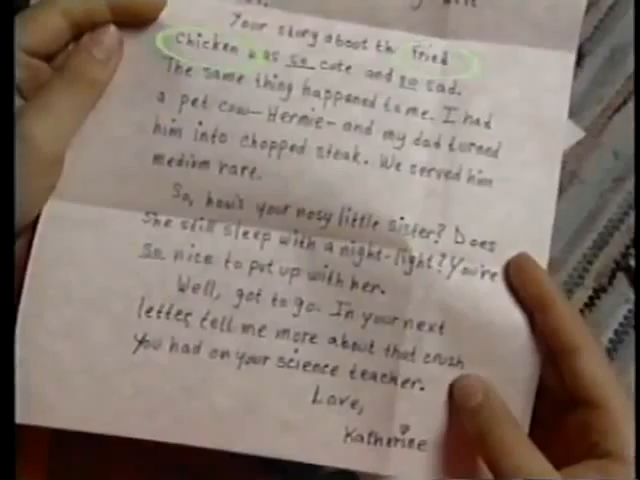 Your story about th Fried
Chicken was so cute and so sad.
The same thing happened to me. I had
a pet cow—Hermie—and my dad turned
him into chopped steak. We served him
medium rare.
So, how's your nosy little sister? Does
she still sleep with a night-light? You're
so nice to put up with her.
Well, got to go. In your next
letter, tell me more about that crush
you had on your science teacher.
Love,
Katherine